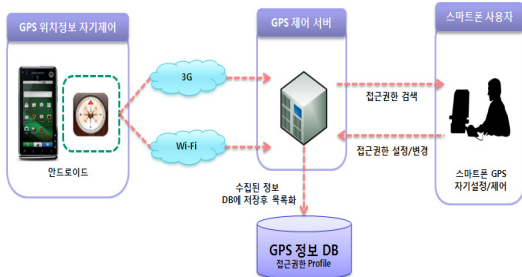 GPS 위치정보 자기제어
GPS 제어 서버
스마트폰 사용자
3G
Wi-Fi
안드로이드
접근권한 검색
접근권한 설정/변경
스마트폰 GPS
자기설정/제어
수집된 정보
DB에 저장후 목록화
GPS 정보 DB
접근권한 Profile